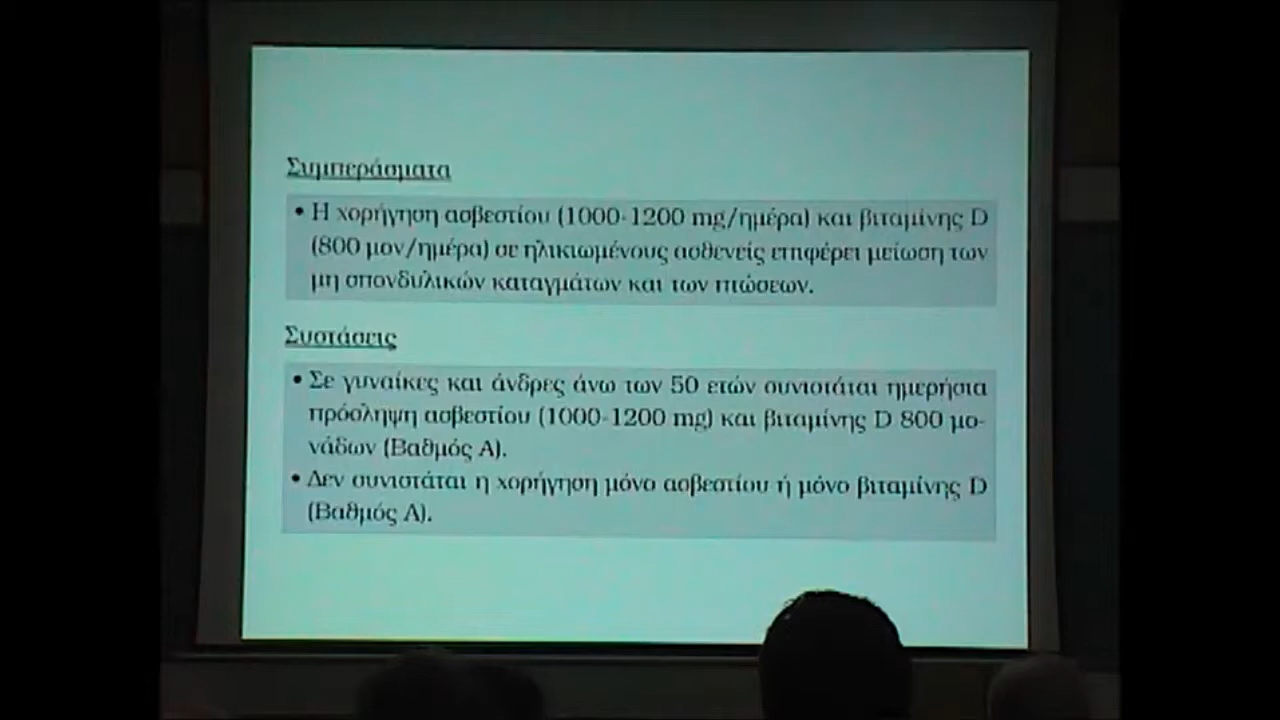 Συμπεράσματα
• Η χορήγηση ασβεστίου (1000-1200 mg/ημέρα) και βιταμίνης D
(800 μον/ημέρα) σε ηλικιωμένους ασθενείς επιφέρει μείωση των
μη σπονδυλικών καταγμάτων και των πτώσεων.
Συστάσεις
• Σε γυναίκες και άνδρες άνω των 50 ετών συνιστάται ημερήσια
πρόσληψη ασβεστίου (1000-1200 mg) και βιταμίνης D 800 μο-
νάδων (Βαθμός Α).
• Δεν συνιστάται η χορήγηση μόνο ασβεστίου ή μόνο βιταμίνης D
(Βαθμός Α).